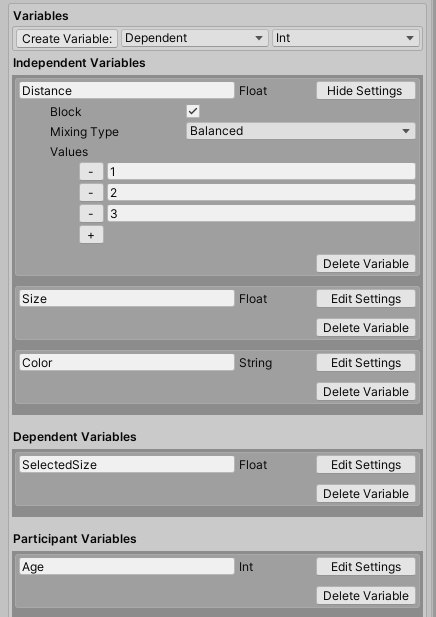 Variables
Create Variable: Dependent Int
Independent Variables
Distance Float Hide Settings
Block
Mixing Type Balanced
Values
- 1
- 2
- 3
+
Delete Variable
Size Float Edit Settings
Delete Variable
Color String Edit Settings
Delete Variable
Dependent Variables
SelectedSize Float Edit Settings
Delete Variable
Participant Variables
Age Int Edit Settings
Delete Variable